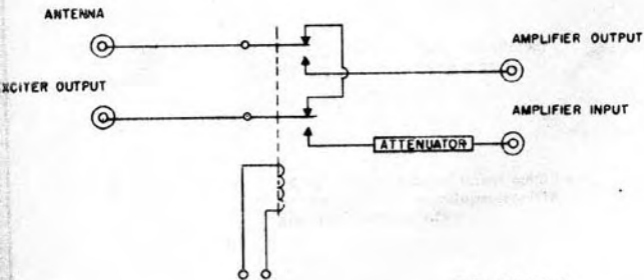 ANTENNA
AMPLIFIER OUTPUT
XCITER OUTPUT
AMPLIFIER INPUT
ATTENUATOR